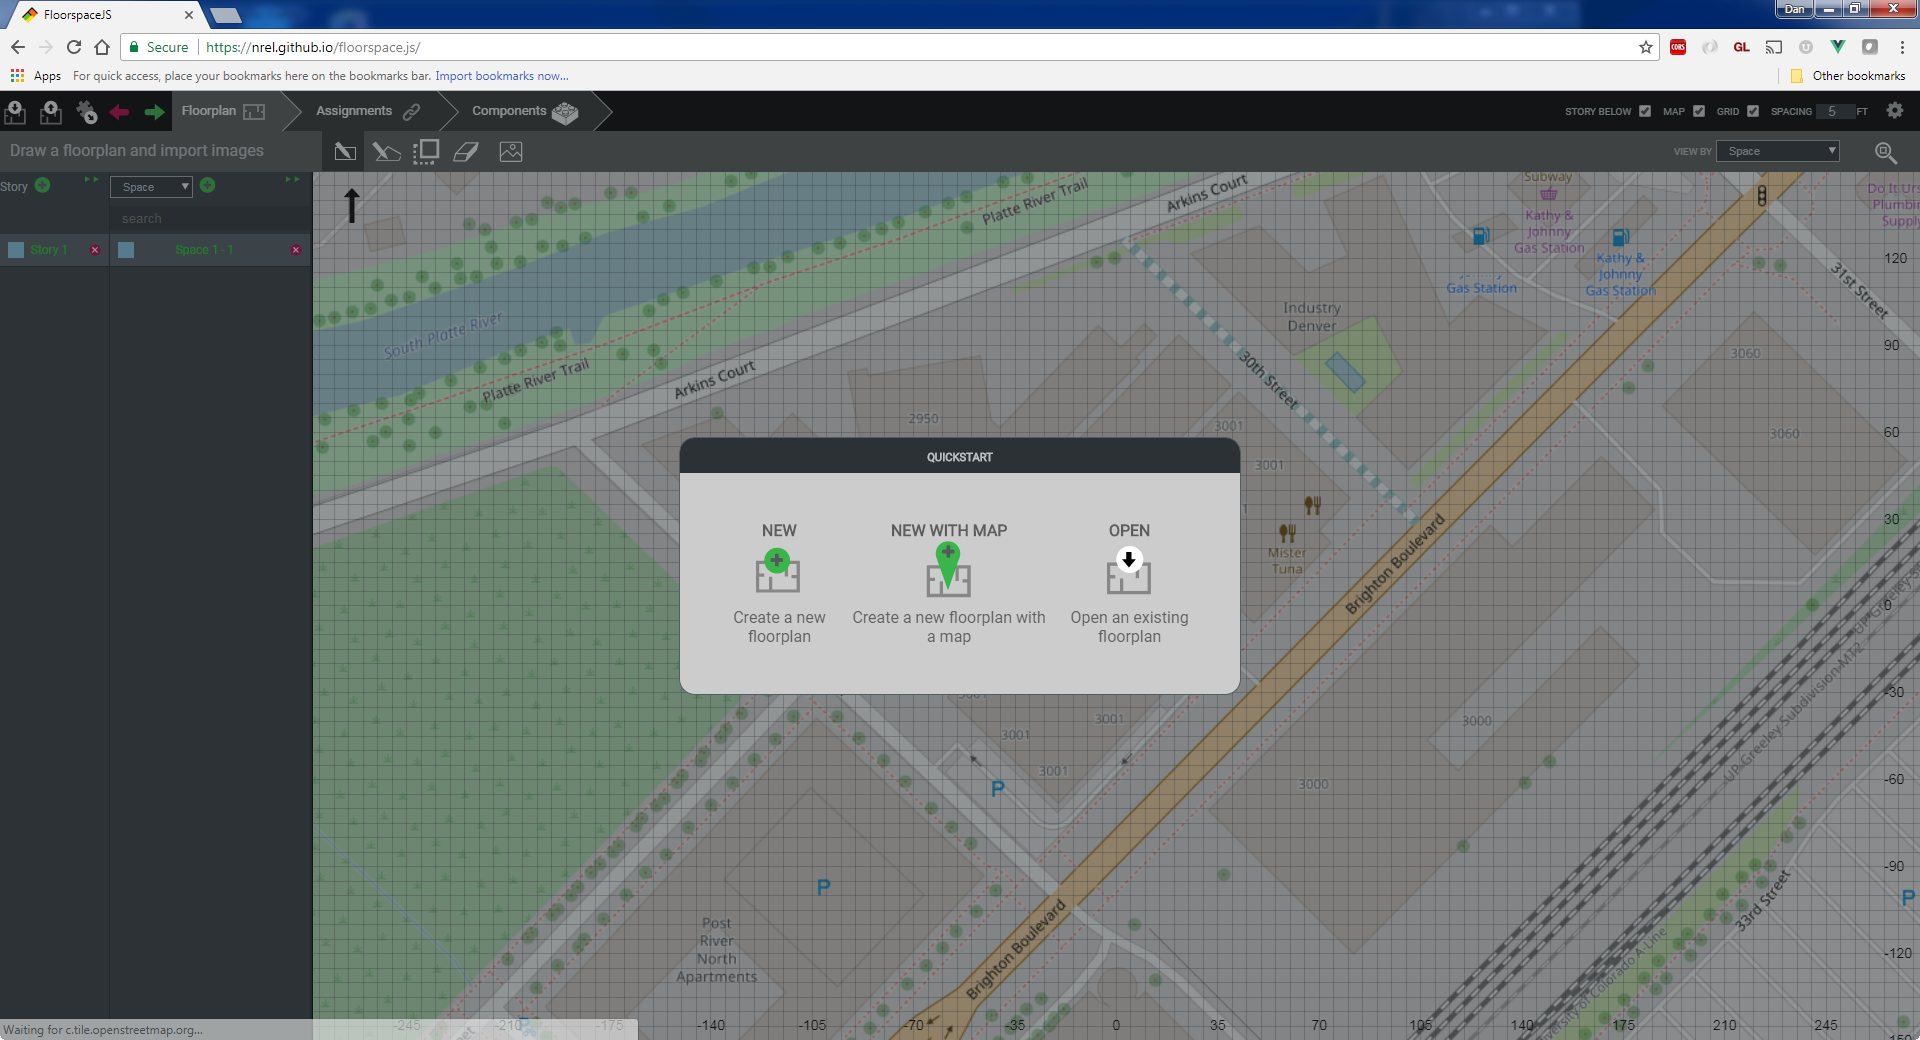 FloorspaceJS
Dan
Secure
https://nrel.github.io/floorspace.js/
CORS
GL
Apps
For quick access, place your bookmarks here on the bookmarks bar. Import bookmarks now...
Other bookmarks
Floorplan
Assignments
Components
STORY BELOW
MAP
GRID
SPACING
5
FT
Draw a floorplan and import images
VIEW BY
Space
Story
Space
search
Story 1
Space 1 - 1
Platte River Trail
Arkins Court
Subway
Kathy &
Johnny
Gas Station
Do It Urs
Plumbin
Supply
Gas Station
Kathy &
Johnny
Gas Station
31st Street
120
South Platte River
Industry
Denver
90
3060
Platte River Trail
Arkins Court
30th Street
2950
3001
60
3060
3001
30
Mister
Tuna
Brighton Boulevard
0
QUICKSTART
NEW
Create a new
floorplan
NEW WITH MAP
Create a new floorplan with
a map
OPEN
Open an existing
floorplan
UP Greeley Subdivision MT2
-30
3001
3001
3001
3000
3001
P
3000
-60
-90
P
P
33rd Street
Post
River
North
Apartments
Brighton Boulevard
-120
Waiting for c.tile.openstreetmap.org...
-245
-210
-175
-140
-105
-70
-35
0
35
70
105
140
175
210
245